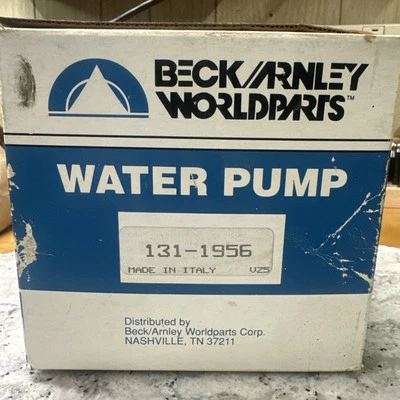 BECK/ARNLEY
WORLDPARTS™
WATER PUMP
131-1956
MADE IN ITALY V25
Distributed by
Beck/Arnley Worldparts Corp.
NASHVILLE, TN 37211